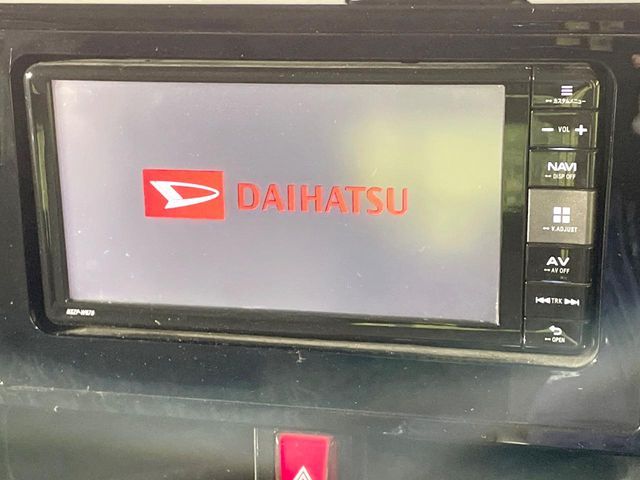 DAIHATSU
カスタムメニュー
− VOL +
NAVI
DISP OFF
V.ADJUST
AV
AV OFF
TRK
OPEN